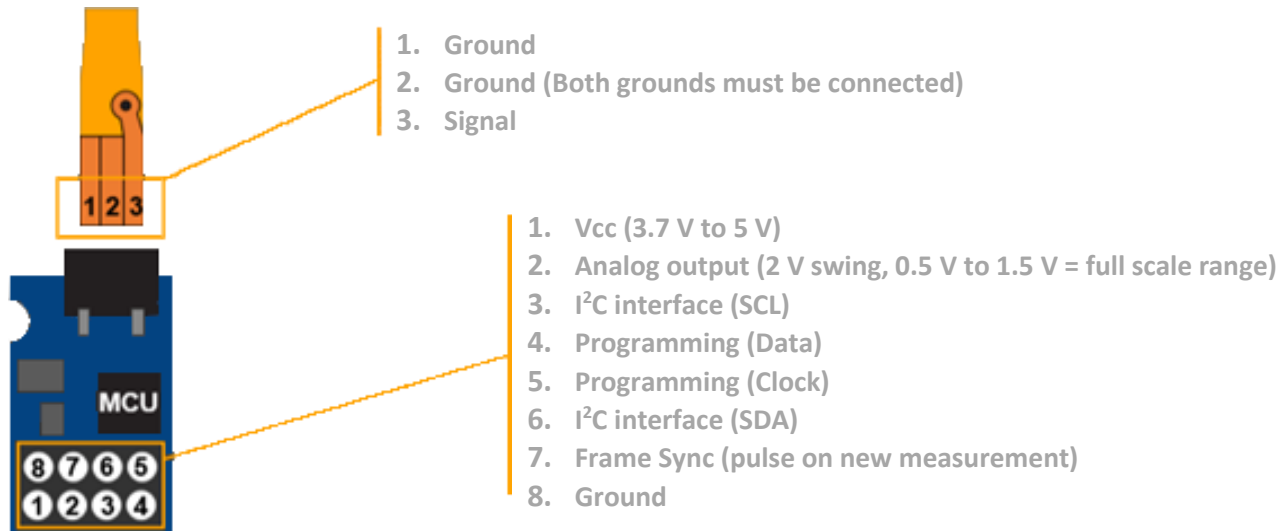 1. Ground
2. Ground (Both grounds must be connected)
3. Signal
1 2 3
1. Vcc (3.7 V to 5 V)
2. Analog output (2 V swing, 0.5 V to 1.5 V = full scale range)
3. I²C interface (SCL)
4. Programming (Data)
5. Programming (Clock)
6. I²C interface (SDA)
7. Frame Sync (pulse on new measurement)
8. Ground
MCU
8 7 6 5
1 2 3 4